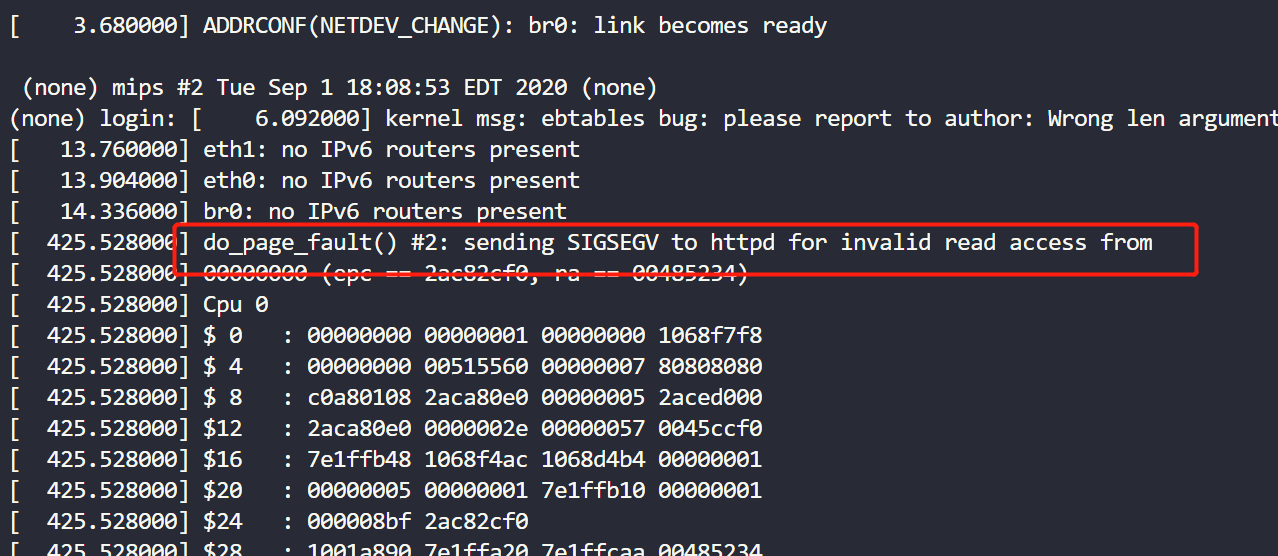 [    3.680000] ADDRCONF(NETDEV_CHANGE): br0: link becomes ready
(none) mips #2 Tue Sep 1 18:08:53 EDT 2020 (none)
(none) login: [    6.092000] kernel msg: ebtables bug: please report to author: Wrong len argument
[   13.760000] eth1: no IPv6 routers present
[   13.904000] eth0: no IPv6 routers present
[   14.336000] br0: no IPv6 routers present
[  425.528000] do_page_fault() #2: sending SIGSEGV to httpd for invalid read access from
[  425.528000] 00000000 (epc == 2ac82cf0, ra == 00485234)
[  425.528000] Cpu 0
[  425.528000] $ 0   : 00000000 00000001 00000000 1068f7f8
[  425.528000] $ 4   : 00000000 00515560 00000007 80808080
[  425.528000] $ 8   : c0a80108 2aca80e0 00000005 2aced000
[  425.528000] $12   : 2aca80e0 0000002e 00000057 0045ccf0
[  425.528000] $16   : 7e1ffb48 1068f4ac 1068d4b4 00000001
[  425.528000] $20   : 00000005 00000001 7e1ffb10 00000001
[  425.528000] $24   : 000008bf 2ac82cf0
[  425.528000] $28   : 1001a890 7e1ffa20 7e1ffcaa 00485234